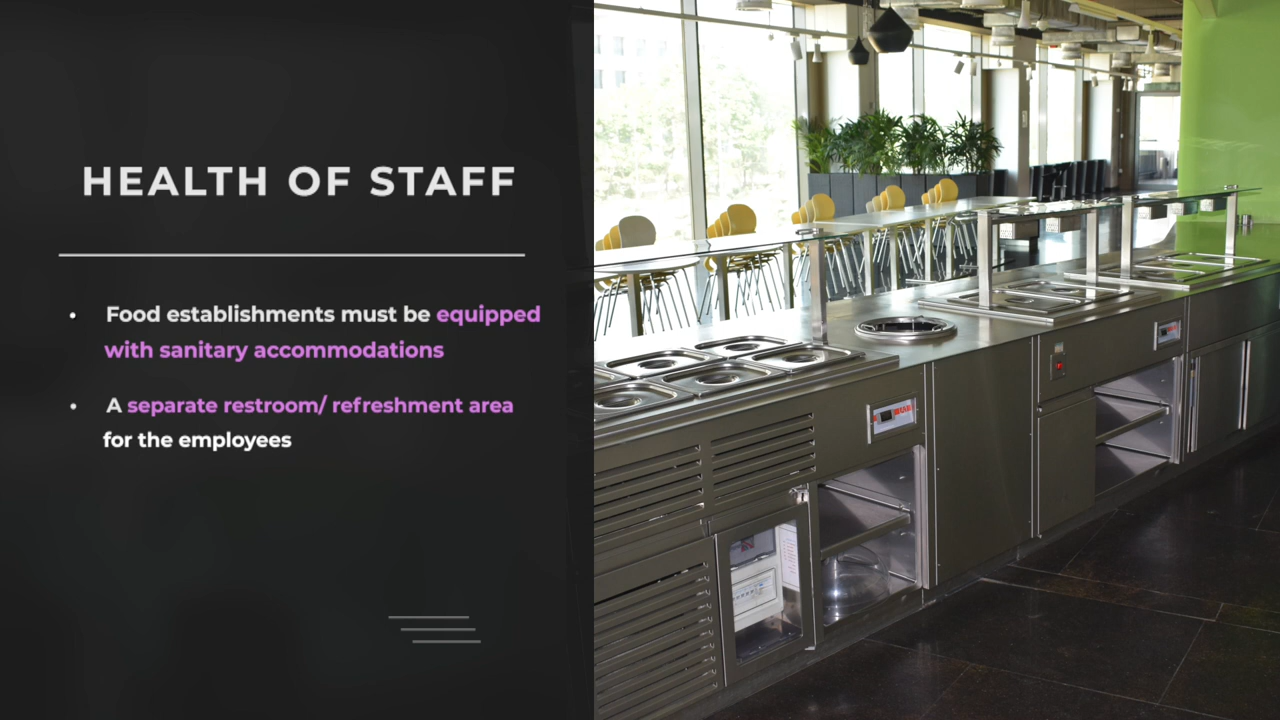 HEALTH OF STAFF
• Food establishments must be equipped
with sanitary accommodations
• A separate restroom/ refreshment area
for the employees